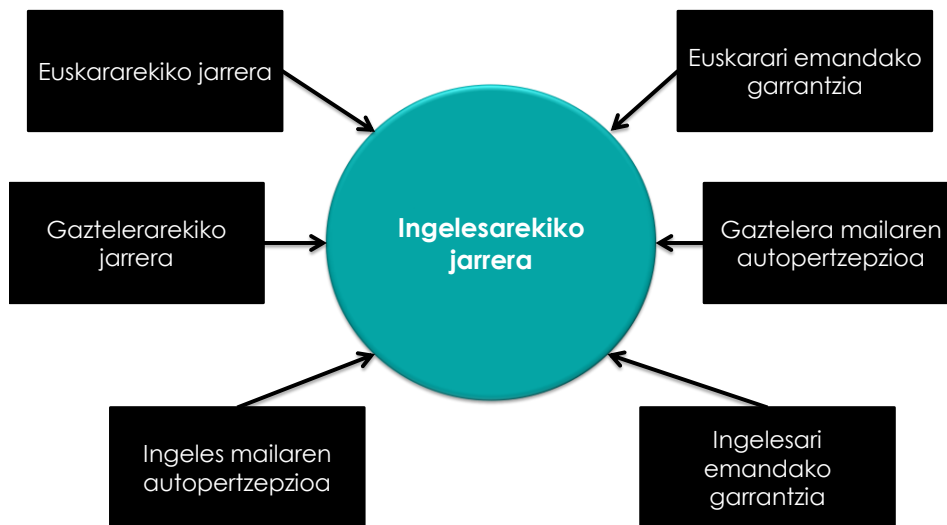 Euskararekiko jarrera
Euskarari emandako
garrantzia
Gaztelerarekiko
jarrera
Ingelesarekiko
jarrera
Gaztelera mailaren
autopertzepzioa
Ingeles mailaren
autopertzepzioa
Ingelesari
emandako
garrantzia